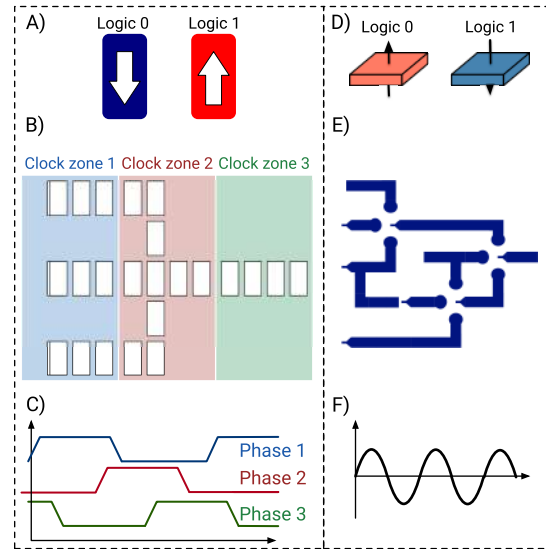 A)
Logic 0 Logic 1
B)
Clock zone 1 Clock zone 2 Clock zone 3
C)
Phase 1
Phase 2
Phase 3
D)
Logic 0 Logic 1
E)
F)